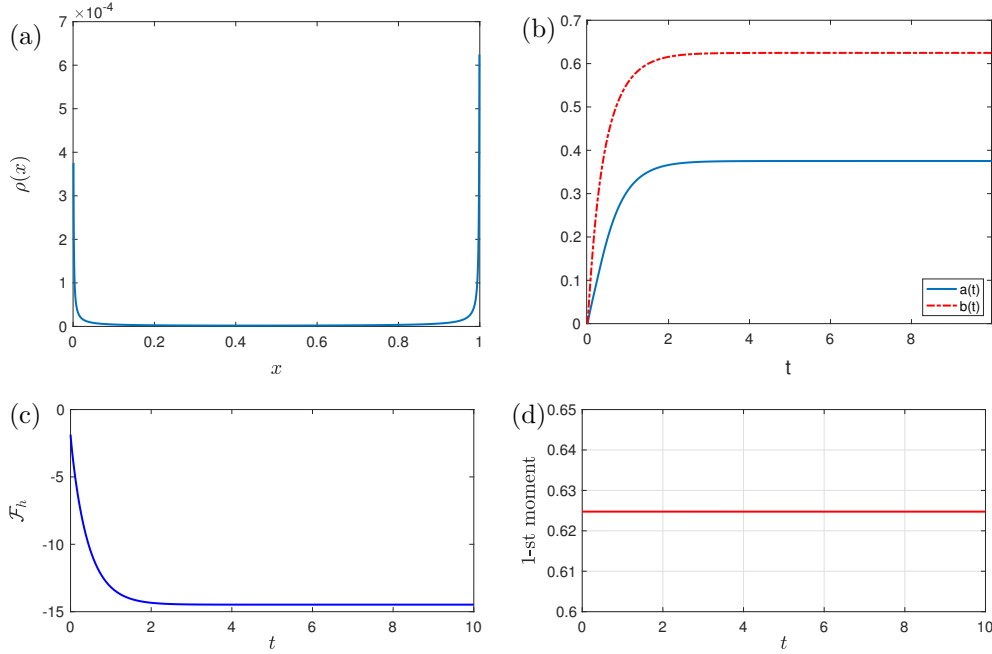 (a)
×10⁻⁴
7
6
5
4
3
2
1
0
ρ(x)
0 0.2 0.4 0.6 0.8 1
x
(b)
0.7
0.6
0.5
0.4
0.3
0.2
0.1
0
a(t)
b(t)
0 2 4 6 8
t
(c)
0
-5
-10
-15
𝓕ₕ
0 2 4 6 8 10
t
(d)
0.65
0.64
0.63
0.62
0.61
0.6
1-st moment
0 2 4 6 8 10
t